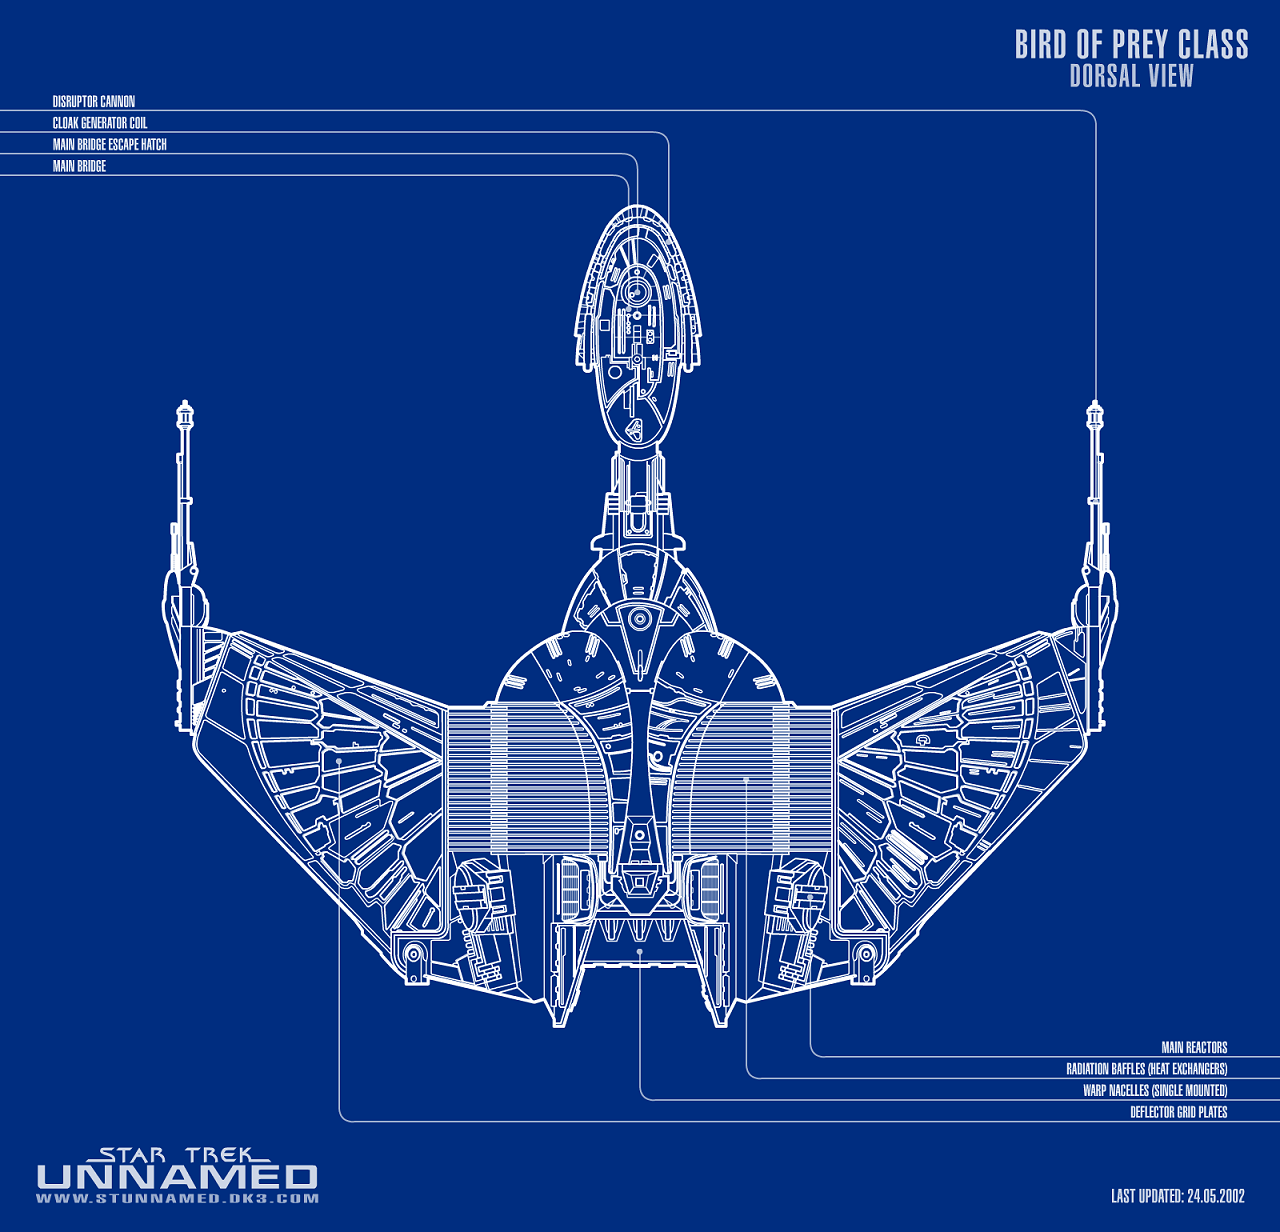 BIRD OF PREY CLASS
DORSAL VIEW
DISRUPTOR CANNON
CLOAK GENERATOR COIL
MAIN BRIDGE ESCAPE HATCH
MAIN BRIDGE
MAIN REACTORS
RADIATION BAFFLES (HEAT EXCHANGERS)
WARP NACELLES (SINGLE MOUNTED)
DEFLECTOR GRID PLATES
STAR TREK
UNNAMED
WWW.STUNNAMED.DK3.COM
LAST UPDATED: 24.05.2002